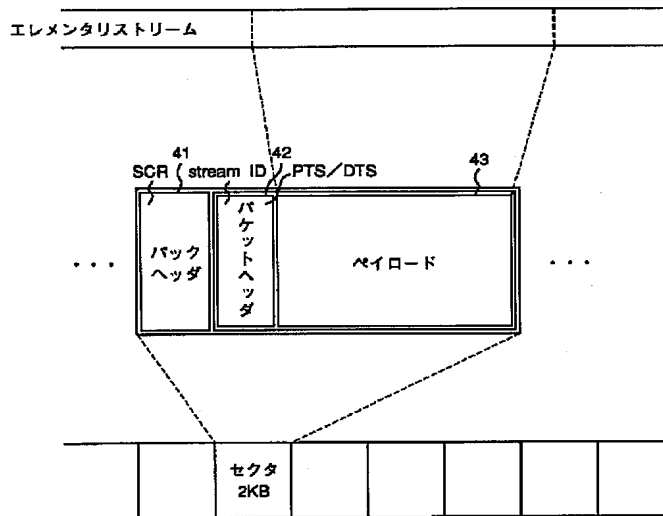 エレメンタリストリーム
41
42
43
SCR stream ID PTS/DTS
パック
ヘッダ
パケットヘッダ
ペイロード
・・・
・・・
セクタ
2KB